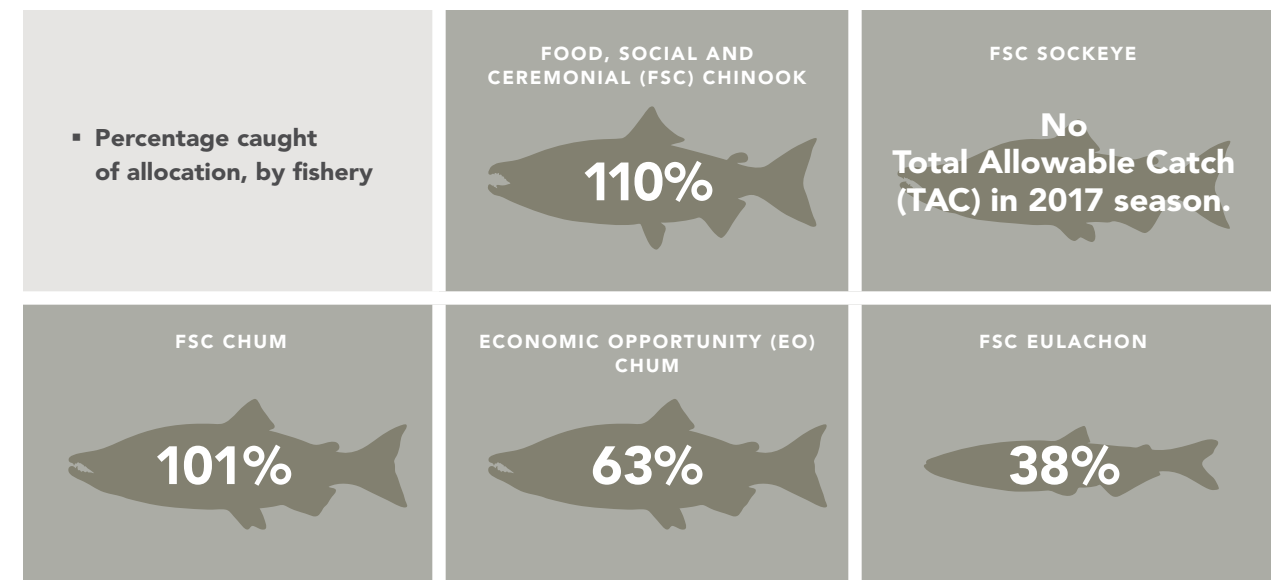 ▪ Percentage caught
of allocation, by fishery
FOOD, SOCIAL AND
CEREMONIAL (FSC) CHINOOK
110%
FSC SOCKEYE
No
Total Allowable Catch
(TAC) in 2017 season.
FSC CHUM
101%
ECONOMIC OPPORTUNITY (EO)
CHUM
63%
FSC EULACHON
38%